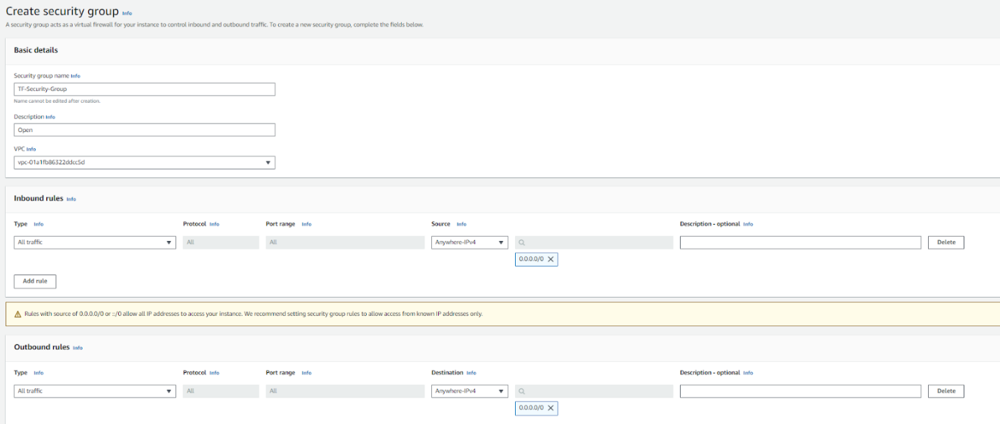 Create security group Info
A security group acts as a virtual firewall for your instance to control inbound and outbound traffic. To create a new security group, complete the fields below.
Basic details
Security group name Info
TF-Security-Group
Name cannot be edited after creation.
Description Info
Open
VPC Info
vpc-01a1fb86322ddcc5d
Inbound rules Info
Type Info Protocol Info Port range Info Source Info Description - optional Info
All traffic All All Anywhere-IPv4 Delete
0.0.0.0/0
Add rule
Rules with source of 0.0.0.0/0 or ::/0 allow all IP addresses to access your instance. We recommend setting security group rules to allow access from known IP addresses only.
Outbound rules Info
Type Info Protocol Info Port range Info Destination Info Description - optional Info
All traffic All All Anywhere-IPv4 Delete
0.0.0.0/0